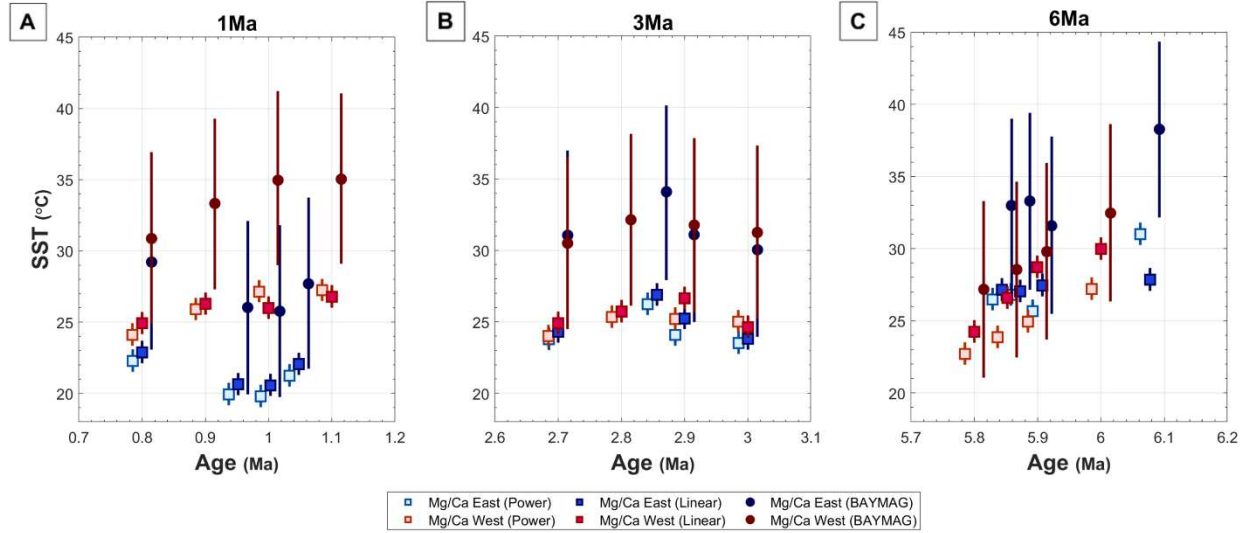 A
1Ma
B
3Ma
C
6Ma
SST (°C)
45
40
35
30
25
20
0.7 0.8 0.9 1 1.1 1.2
Age (Ma)
45
40
35
30
25
20
2.6 2.7 2.8 2.9 3 3.1
Age (Ma)
45
40
35
30
25
20
5.7 5.8 5.9 6 6.1 6.2
Age (Ma)
Mg/Ca East (Power) Mg/Ca East (Linear) Mg/Ca East (BAYMAG)
Mg/Ca West (Power) Mg/Ca West (Linear) Mg/Ca West (BAYMAG)